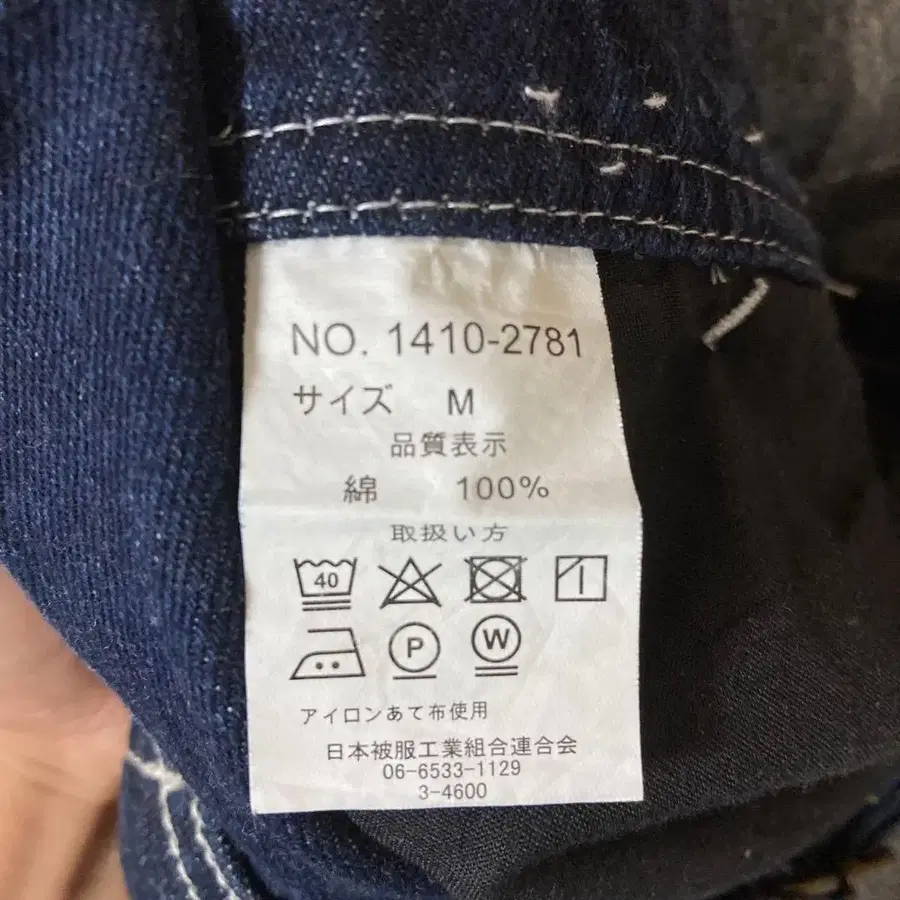 NO. 1410-2781
サイズ M
品質表示
綿 100%
取扱い方
40
P W
アイロンあて布使用
日本被服工業組合連合会
06-6533-1129
3-4600